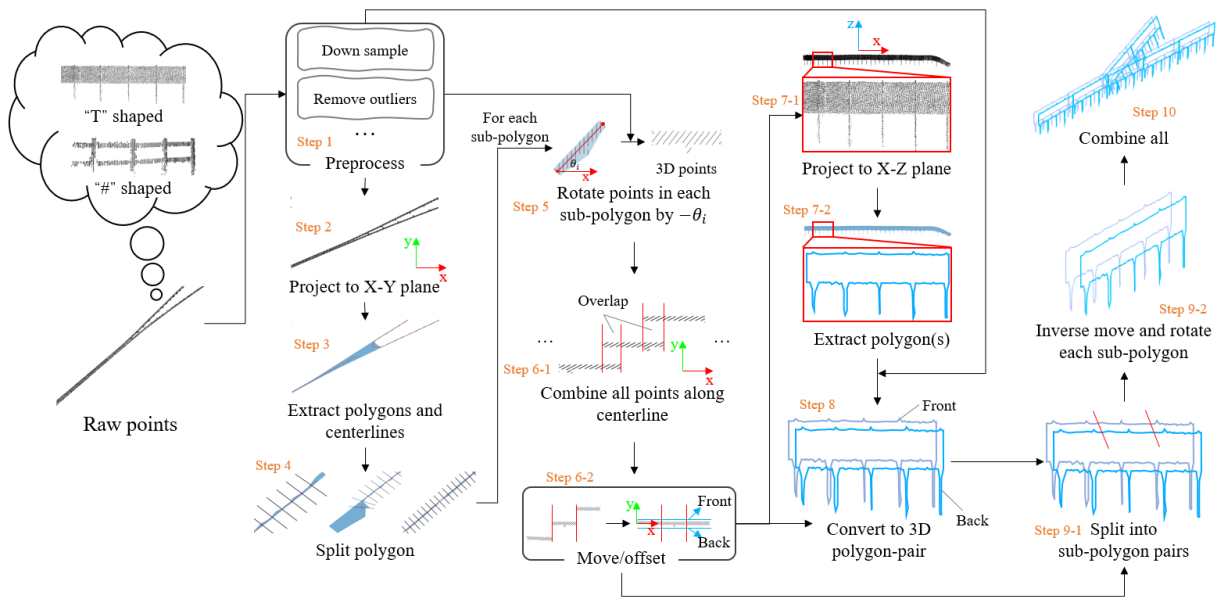 "T" shaped
"#" shaped
Raw points
Down sample
Remove outliers
...
Step 1
Preprocess
Step 2
y
x
Project to X-Y plane
Step 3
Extract polygons and
centerlines
Step 4
Split polygon
For each
sub-polygon
θi
x
3D points
Step 5
Rotate points in each
sub-polygon by −θi
Overlap
...
...
y
x
Step 6-1
Combine all points along
centerline
Step 6-2
y
x
Front
Back
Move/offset
z
x
Step 7-1
Project to X-Z plane
Step 7-2
Extract polygon(s)
Step 8
Front
Back
Convert to 3D
polygon-pair
Step 9-1
Split into
sub-polygon pairs
Step 9-2
Inverse move and rotate
each sub-polygon
Step 10
Combine all